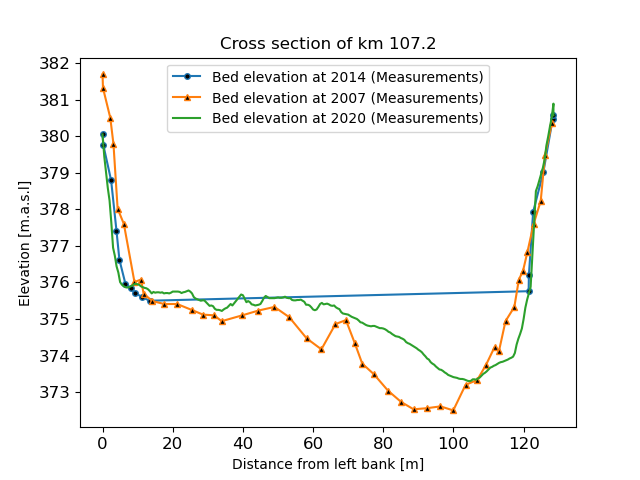 Cross section of km 107.2
Bed elevation at 2014 (Measurements)
Bed elevation at 2007 (Measurements)
Bed elevation at 2020 (Measurements)
Elevation [m.a.s.l]
382
381
380
379
378
377
376
375
374
373
0 20 40 60 80 100 120
Distance from left bank [m]